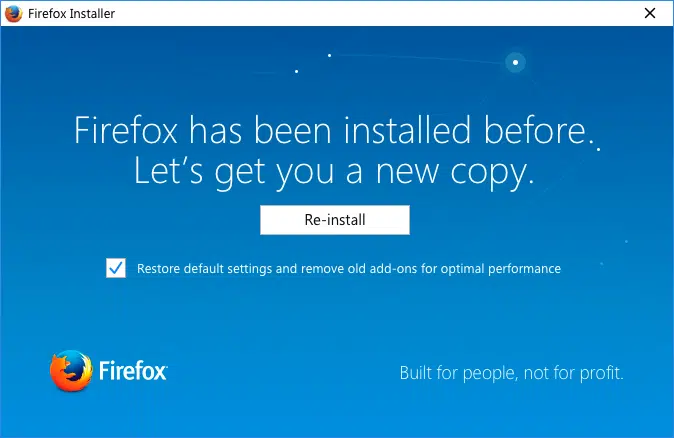 Firefox Installer
Firefox has been installed before.
Let’s get you a new copy.
Re-install
Restore default settings and remove old add-ons for optimal performance
Firefox
Built for people, not for profit.